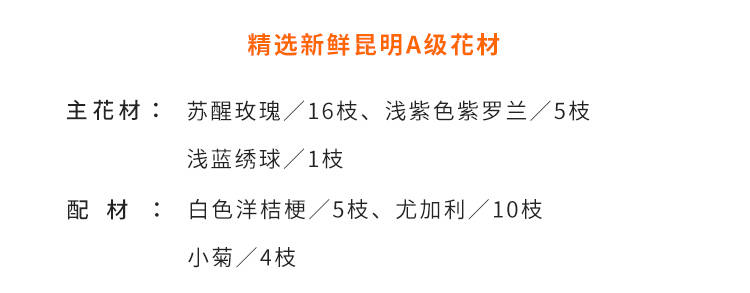 精选新鲜昆明A级花材
主花材：苏醒玫瑰／16枝、浅紫色紫罗兰／5枝
浅蓝绣球／1枝
配材：白色洋桔梗／5枝、尤加利／10枝
小菊／4枝